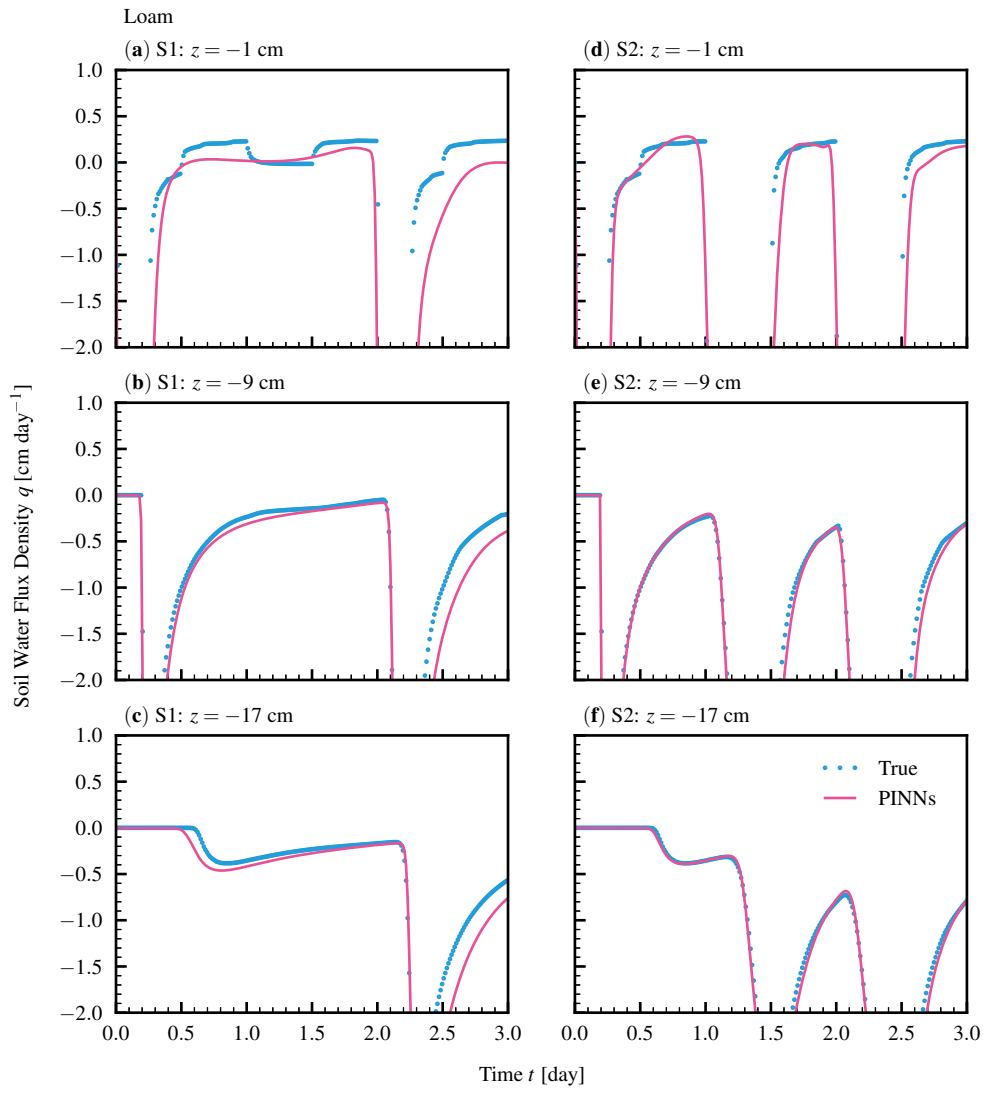 Loam
(a) S1: z = −1 cm
(d) S2: z = −1 cm
1.0
0.5
0.0
−0.5
−1.0
−1.5
−2.0
(b) S1: z = −9 cm
(e) S2: z = −9 cm
1.0
0.5
0.0
−0.5
−1.0
−1.5
−2.0
Soil Water Flux Density q [cm day⁻¹]
(c) S1: z = −17 cm
(f) S2: z = −17 cm
1.0
0.5
0.0
−0.5
−1.0
−1.5
−2.0
True
PINNs
0.0 0.5 1.0 1.5 2.0 2.5 3.0
0.0 0.5 1.0 1.5 2.0 2.5 3.0
Time t [day]